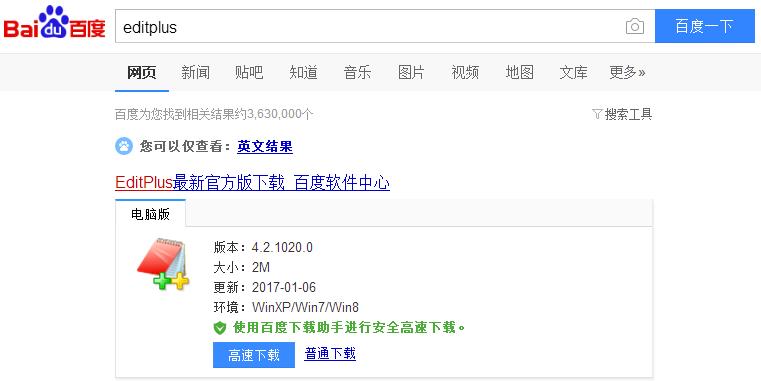 Bai du 百度 editplus 百度一下
网页 新闻 贴吧 知道 音乐 图片 视频 地图 文库 更多»
百度为您找到相关结果约3,630,000个 搜索工具
您可以仅查看：英文结果
EditPlus最新官方版下载_百度软件中心
电脑版
版本：4.2.1020.0
大小：2M
更新：2017-01-06
环境：WinXP/Win7/Win8
使用百度下载助手进行安全高速下载。
高速下载 普通下载